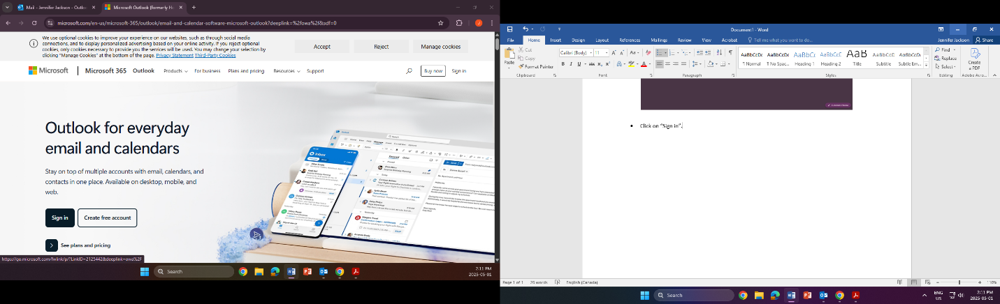 Mail - Jennifer Jackson - Outlo
Microsoft Outlook (formerly H
microsoft.com/en-us/microsoft-365/outlook/email-and-calendar-software-microsoft-outlook?deeplink=%2fowa%2f&sdf=0
We use optional cookies to improve your experience on our websites, such as through social media
connections, and to display personalized advertising based on your online activity. If you reject optional
cookies, only cookies necessary to provide you the services will be used. You may change your selection by
clicking "Manage Cookies" at the bottom of the page. Privacy Statement Third-Party Cookies
Accept
Reject
Manage cookies
Microsoft
Microsoft 365
Outlook
Products
For business
Plans and pricing
Resources
Support
Buy now
Sign in
Outlook for everyday
email and calendars
Stay on top of multiple accounts with email, calendars, and
contacts in one place. Available on desktop, mobile, and
web.
Sign in
Create free account
See plans and pricing
Inbox
https://go.microsoft.com/fwlink/p/?LinkID=2125442&deeplink=owa%2F
Search
2:11 PM
2025-05-01
Document1 - Word
File
Home
Insert
Design
Layout
References
Mailings
Review
View
Acrobat
Tell me what you want to do...
Jennifer Jackson
Share
Paste
Cut
Copy
Format Painter
Clipboard
Calibri (Body)
11
Font
Paragraph
AaBbCcDc
¶ Normal
AaBbCcDc
¶ No Spac...
AaBbCc
Heading 1
AaBbCcC
Heading 2
AaB
Title
AaBbCcD
Subtitle
AaBbCcDc
Subtle Em...
Styles
Find
Replace
Select
Editing
Create
a PDF
Adobe Acro...
• Click on “Sign in”.
Page 1 of 1
26 words
English (Canada)
110%
Search
ENG
US
2:11 PM
2025-05-01